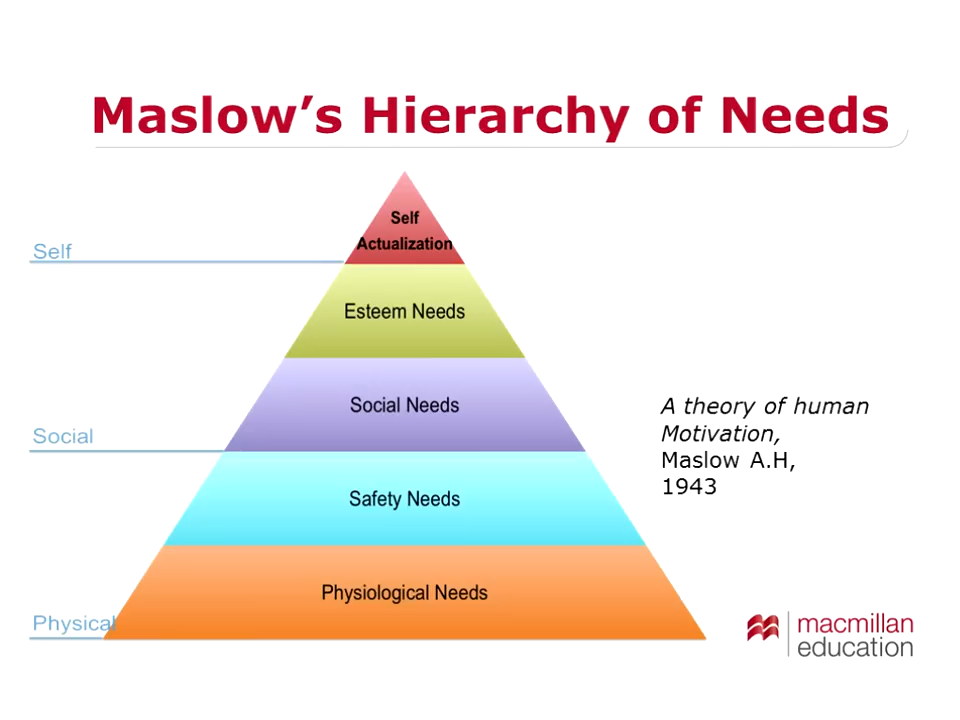 Maslow’s Hierarchy of Needs
Self
Actualization
Self
Esteem Needs
Social Needs
Social
Safety Needs
Physiological Needs
Physical
A theory of human
Motivation,
Maslow A.H,
1943
macmillan
education